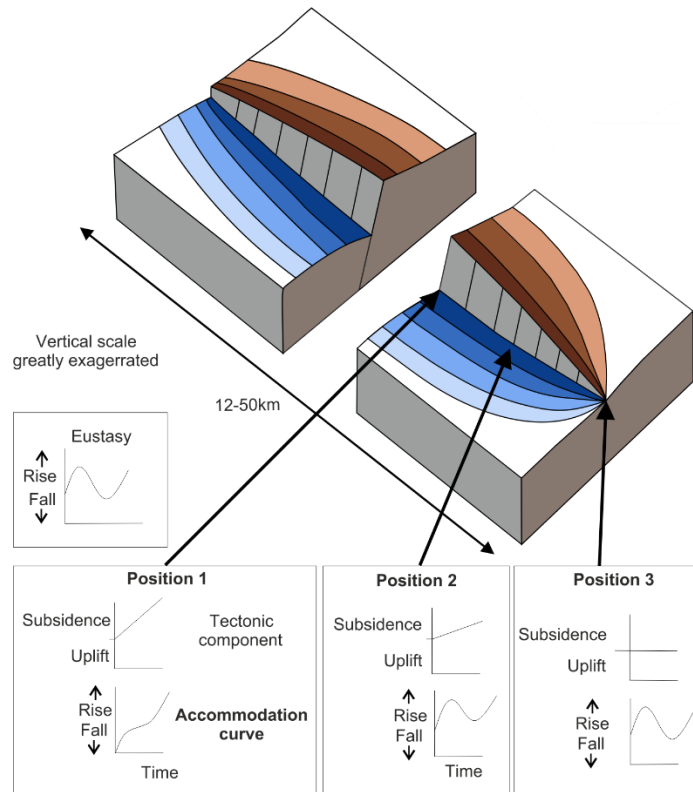 Vertical scale
greatly exagerrated
12-50km
Eustasy
Rise
Fall
Position 1
Subsidence
Uplift
Tectonic
component
Rise
Fall
Accommodation
curve
Time
Position 2
Subsidence
Uplift
Rise
Fall
Time
Position 3
Subsidence
Uplift
Rise
Fall